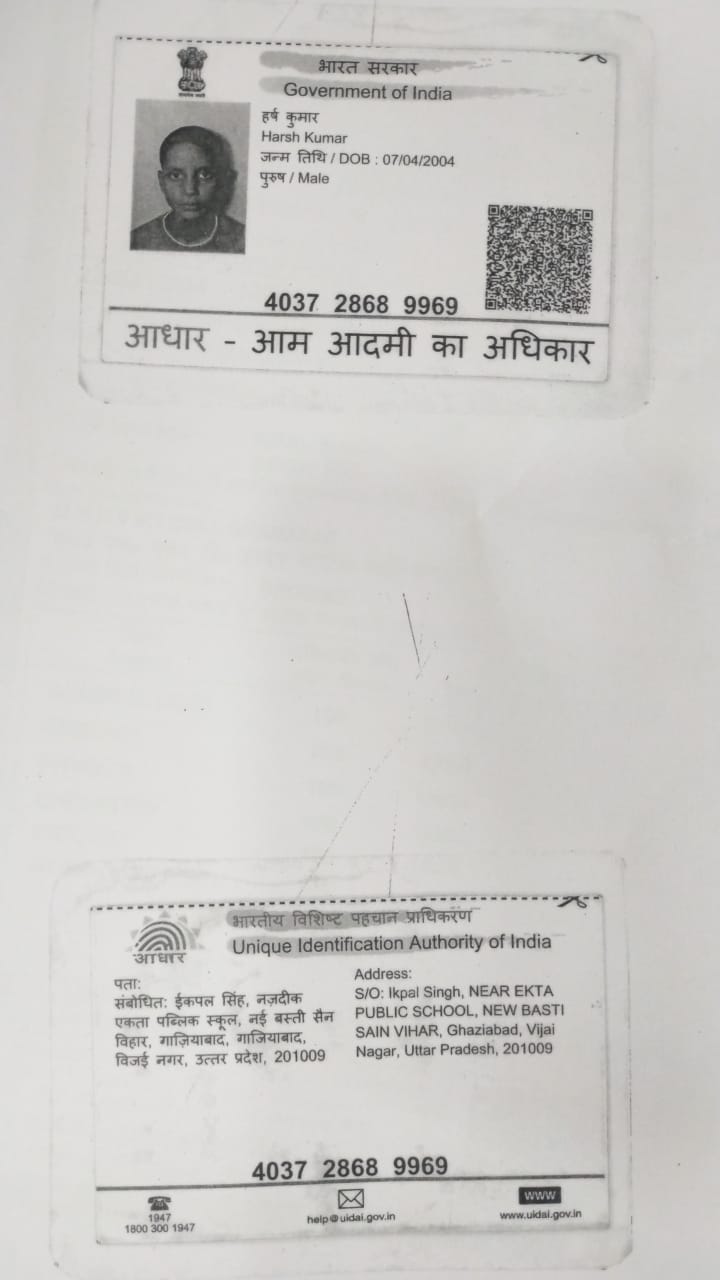 भारत सरकार
Government of India
हर्ष कुमार
Harsh Kumar
जन्म तिथि / DOB : 07/04/2004
पुरुष / Male
4037 2868 9969
आधार - आम आदमी का अधिकार
भारतीय विशिष्ट पहचान प्राधिकरण
Unique Identification Authority of India
आधार
पता:
संबोधित: ईकपल सिंह, नज़दीक
एकता पब्लिक स्कूल, नई बस्ती सैन
विहार, गाज़ियाबाद, गाजियाबाद,
विजई नगर, उत्तर प्रदेश, 201009
Address:
S/O: Ikpal Singh, NEAR EKTA
PUBLIC SCHOOL, NEW BASTI
SAIN VIHAR, Ghaziabad, Vijai
Nagar, Uttar Pradesh, 201009
4037 2868 9969
1947
1800 300 1947
help@uidai.gov.in
www
www.uidai.gov.in